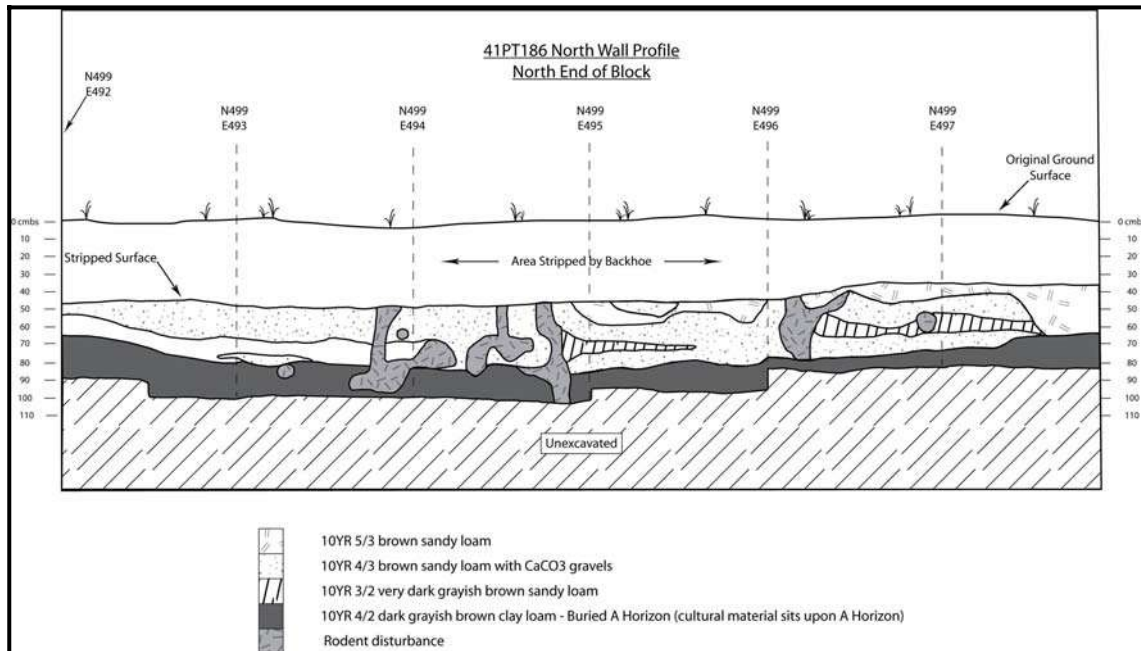 41PT186 North Wall Profile
North End of Block
N499
E492
N499
E493
N499
E494
N499
E495
N499
E496
N499
E497
Original Ground
Surface
0 cmbs
10
20
30
40
50
60
70
80
90
100
110
0 cmbs
10
20
30
40
50
60
70
80
90
100
110
Stripped Surface
Area Stripped by Backhoe
Unexcavated
10YR 5/3 brown sandy loam
10YR 4/3 brown sandy loam with CaCO3 gravels
10YR 3/2 very dark grayish brown sandy loam
10YR 4/2 dark grayish brown clay loam - Buried A Horizon (cultural material sits upon A Horizon)
Rodent disturbance